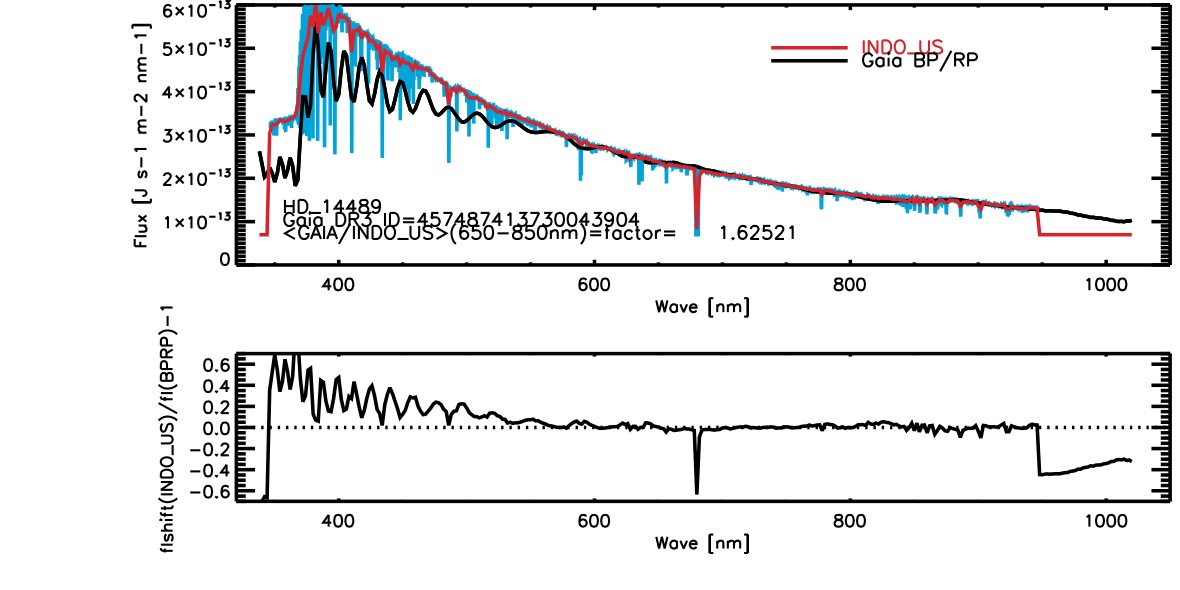 6×10−13
5×10−13
4×10−13
3×10−13
2×10−13
1×10−13
0
Flux [J s−1 m−2 nm−1]
INDO_US
Gaia BP/RP
HD_14489
Gaia DR3 ID=457487413730043904
<GAIA/INDO_US>(650−850nm)=factor= 1.62521
400 600 800 1000
Wave [nm]
flshift(INDO_US)/fl(BPRP)−1
0.6
0.4
0.2
0.0
−0.2
−0.4
−0.6
400 600 800 1000
Wave [nm]